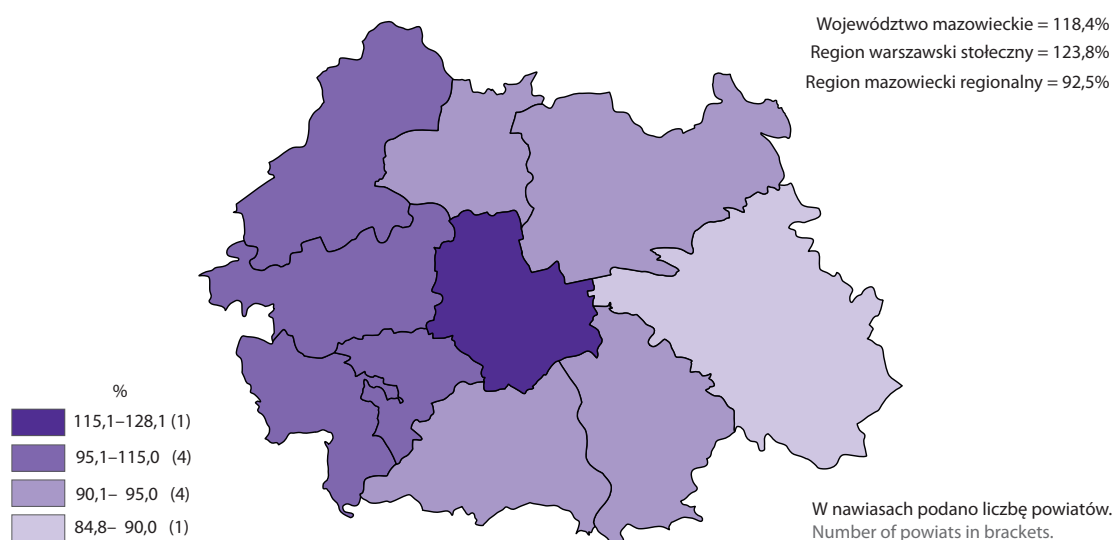 Województwo mazowieckie = 118,4%
Region warszawski stołeczny = 123,8%
Region mazowiecki regionalny = 92,5%
%
115,1–128,1 (1)
95,1–115,0 (4)
90,1– 95,0 (4)
84,8– 90,0 (1)
W nawiasach podano liczbę powiatów.
Number of powiats in brackets.